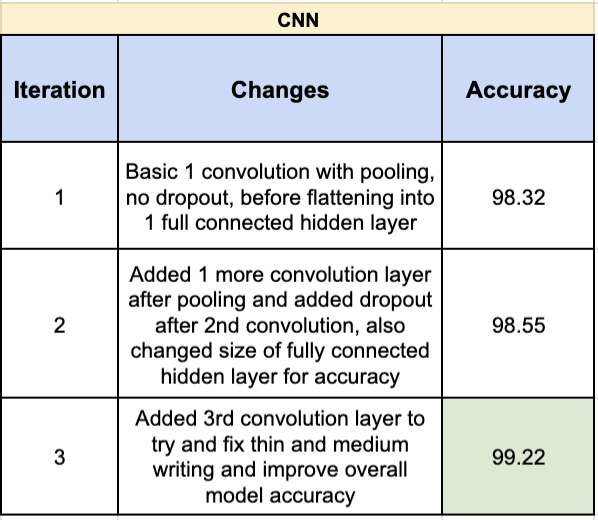 CNN
Iteration Changes Accuracy
Basic 1 convolution with pooling,
1 no dropout, before flattening into 98.32
1 full connected hidden layer
Added 1 more convolution layer
after pooling and added dropout
2 after 2nd convolution, also 98.55
changed size of fully connected
hidden layer for accuracy
Added 3rd convolution layer to
try and fix thin and medium
3 writing and improve overall 99.22
model accuracy